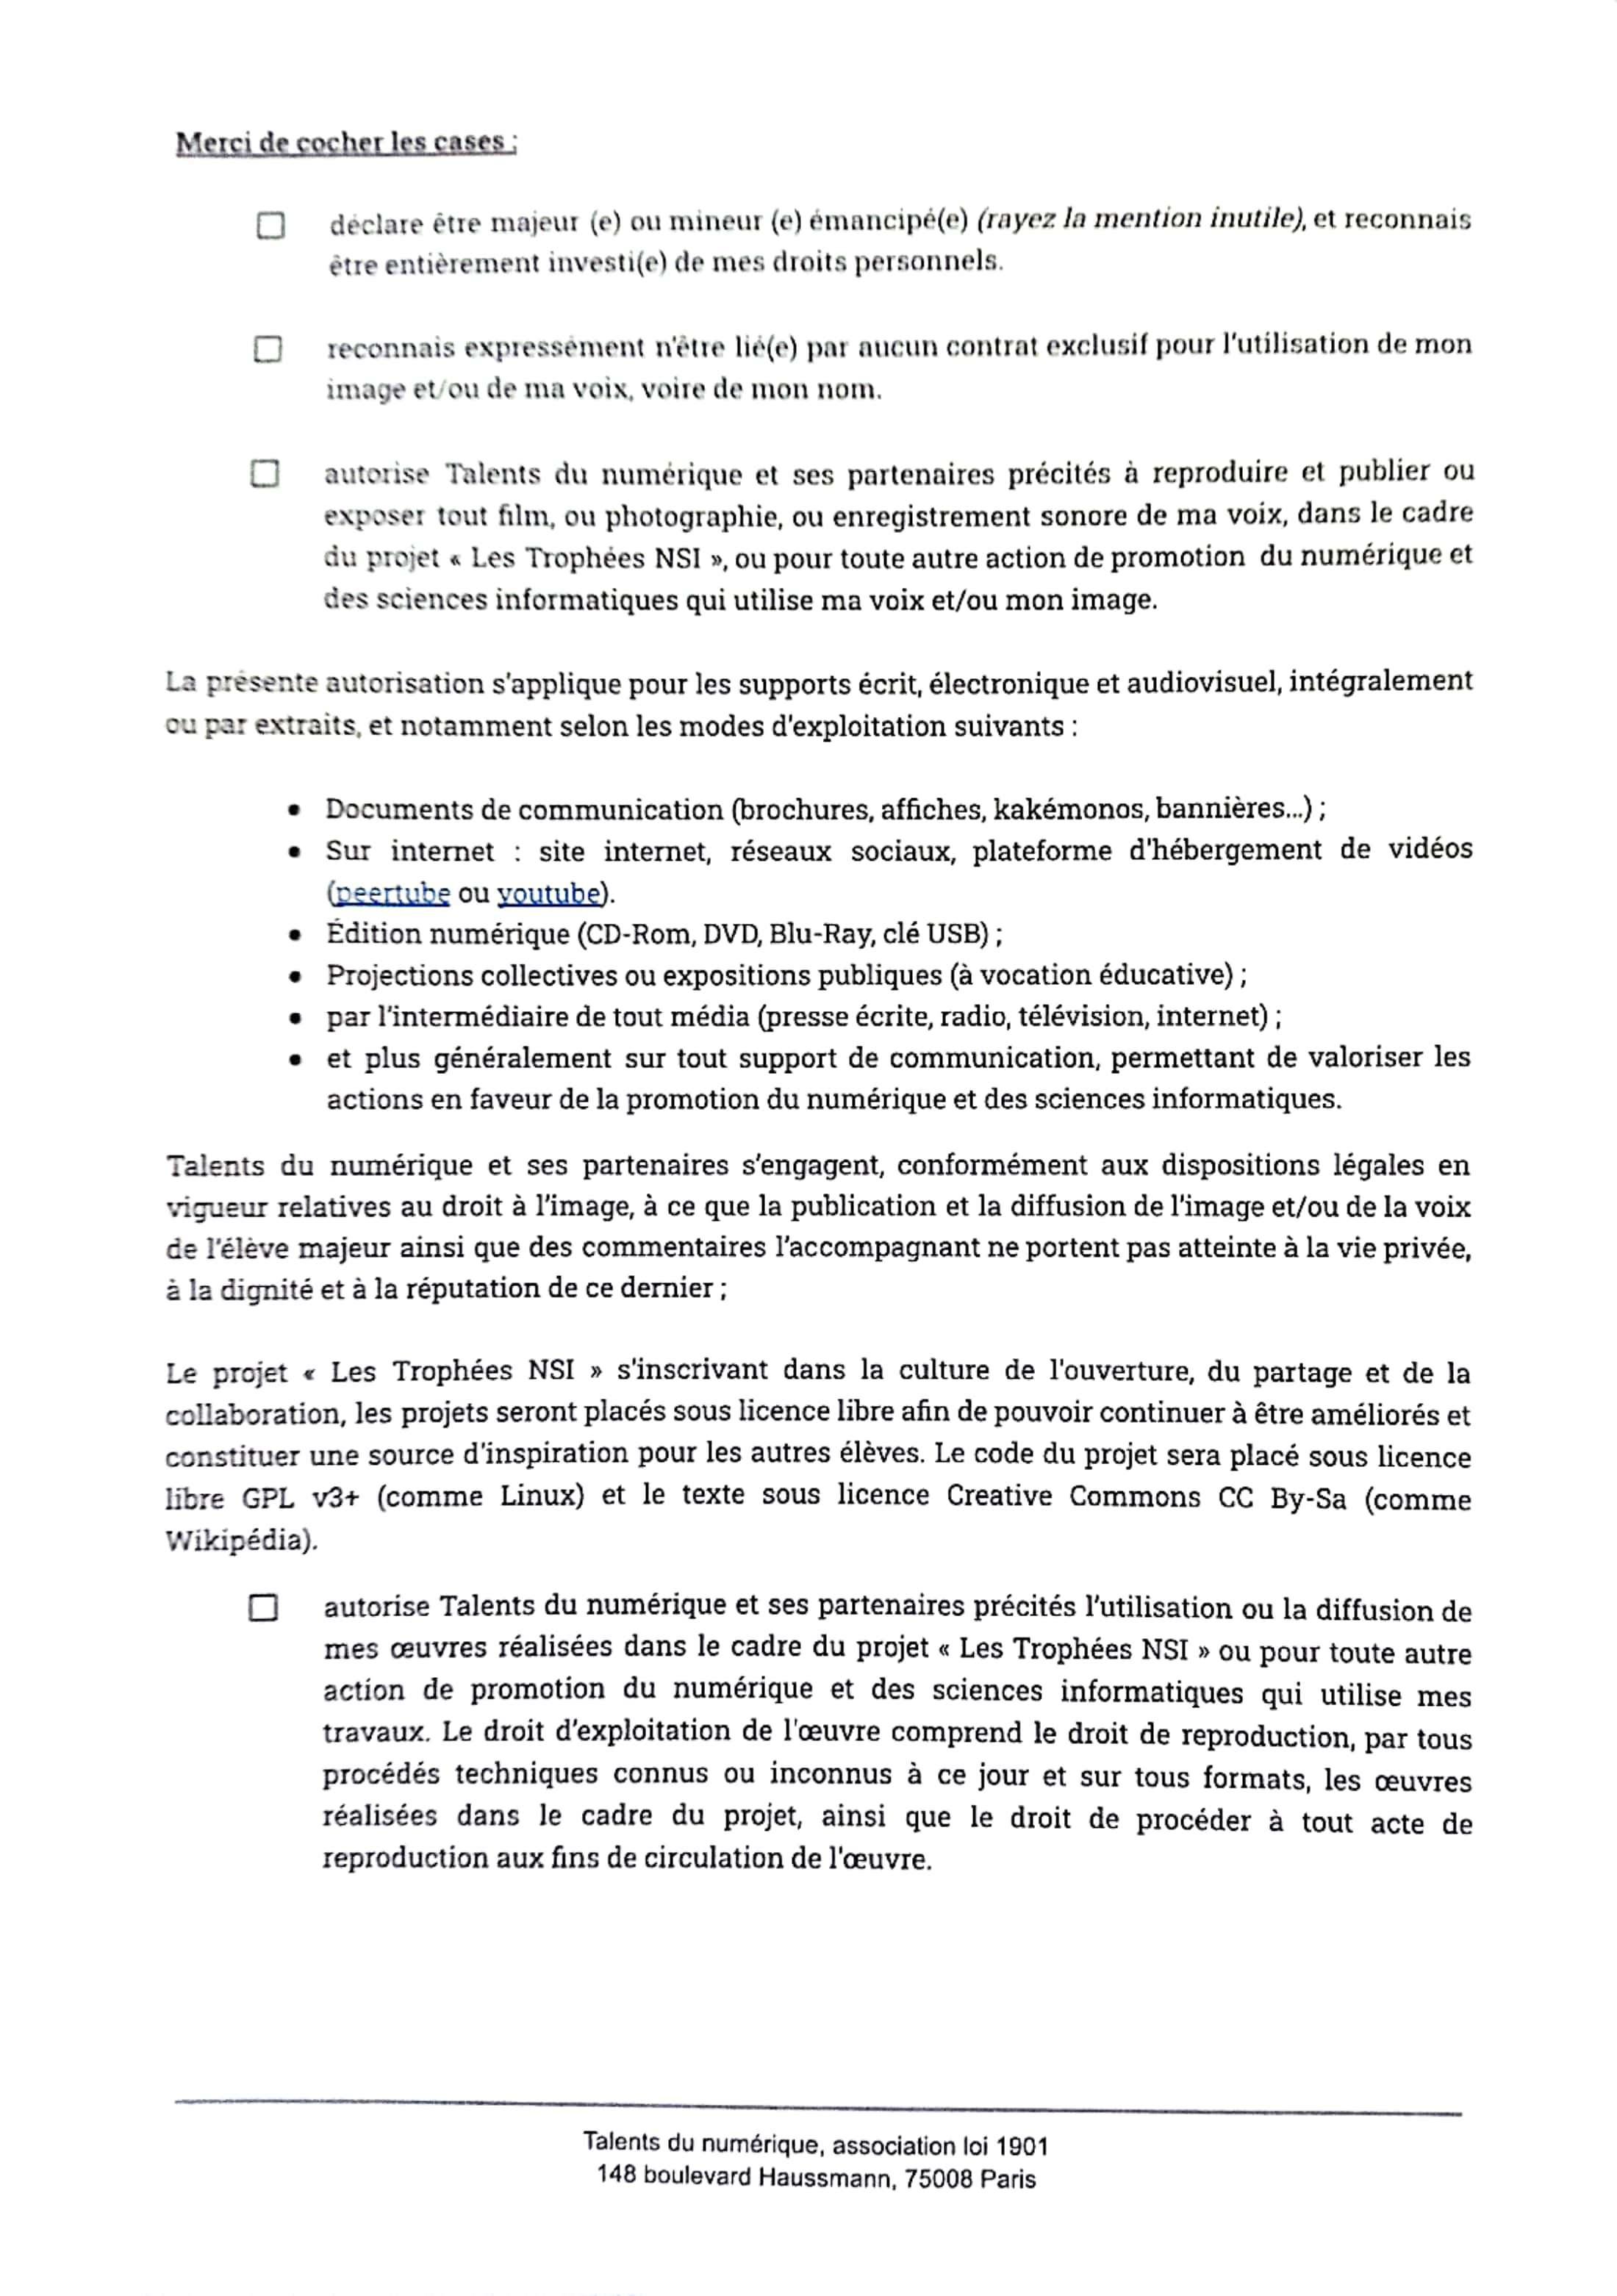 Merci de cocher les cases :
déclare être majeur (e) ou mineur (e) émancipé(e) (rayez la mention inutile), et reconnais
être entièrement investi(e) de mes droits personnels.
reconnais expressément n'être lié(e) par aucun contrat exclusif pour l'utilisation de mon
image et/ou de ma voix, voire de mon nom.
autorise Talents du numérique et ses partenaires précités à reproduire et publier ou
exposer tout film, ou photographie, ou enregistrement sonore de ma voix, dans le cadre
du projet « Les Trophées NSI », ou pour toute autre action de promotion du numérique et
des sciences informatiques qui utilise ma voix et/ou mon image.
La présente autorisation s'applique pour les supports écrit, électronique et audiovisuel, intégralement
ou par extraits, et notamment selon les modes d'exploitation suivants :
• Documents de communication (brochures, affiches, kakémonos, bannières...) ;
• Sur internet : site internet, réseaux sociaux, plateforme d'hébergement de vidéos
(peertube ou youtube).
• Édition numérique (CD-Rom, DVD, Blu-Ray, clé USB) ;
• Projections collectives ou expositions publiques (à vocation éducative) ;
• par l'intermédiaire de tout média (presse écrite, radio, télévision, internet) ;
• et plus généralement sur tout support de communication, permettant de valoriser les
actions en faveur de la promotion du numérique et des sciences informatiques.
Talents du numérique et ses partenaires s'engagent, conformément aux dispositions légales en
vigueur relatives au droit à l'image, à ce que la publication et la diffusion de l'image et/ou de la voix
de l'élève majeur ainsi que des commentaires l'accompagnant ne portent pas atteinte à la vie privée,
à la dignité et à la réputation de ce dernier ;
Le projet « Les Trophées NSI » s'inscrivant dans la culture de l'ouverture, du partage et de la
collaboration, les projets seront placés sous licence libre afin de pouvoir continuer à être améliorés et
constituer une source d'inspiration pour les autres élèves. Le code du projet sera placé sous licence
libre GPL v3+ (comme Linux) et le texte sous licence Creative Commons CC By-Sa (comme
Wikipédia).
autorise Talents du numérique et ses partenaires précités l'utilisation ou la diffusion de
mes œuvres réalisées dans le cadre du projet « Les Trophées NSI » ou pour toute autre
action de promotion du numérique et des sciences informatiques qui utilise mes
travaux. Le droit d'exploitation de l'œuvre comprend le droit de reproduction, par tous
procédés techniques connus ou inconnus à ce jour et sur tous formats, les œuvres
réalisées dans le cadre du projet, ainsi que le droit de procéder à tout acte de
reproduction aux fins de circulation de l'œuvre.
Talents du numérique, association loi 1901
148 boulevard Haussmann, 75008 Paris